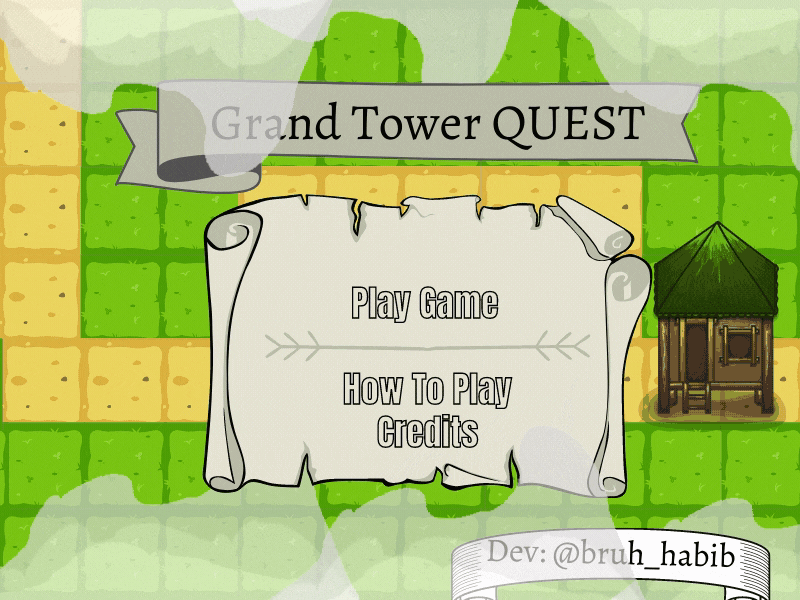 Grand Tower QUEST
Play Game
How To Play
Credits
Dev: @bruh_habib